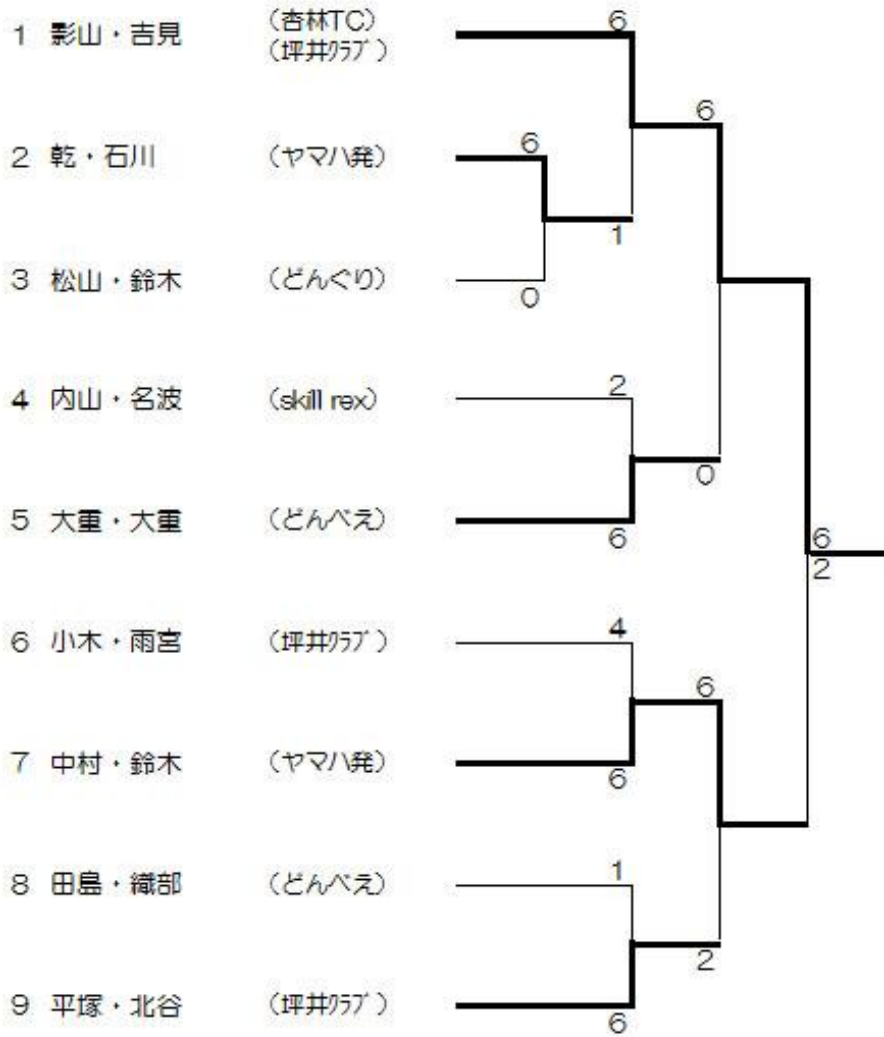 6
1 影山・吉見 (杏林TC)
(坪井ｸﾗﾌﾞ)
6
6
2 乾・石川 (ヤマハ発)
1
3 松山・鈴木 (どんぐり)
0
4 内山・名波 (skill rex) 2
0
5 大重・大重 (どんべえ)
6
6
2
6 小木・雨宮 (坪井ｸﾗﾌﾞ) 4
6
7 中村・鈴木 (ヤマハ発)
6
8 田島・織部 (どんべえ) 1
2
9 平塚・北谷 (坪井ｸﾗﾌﾞ)
6